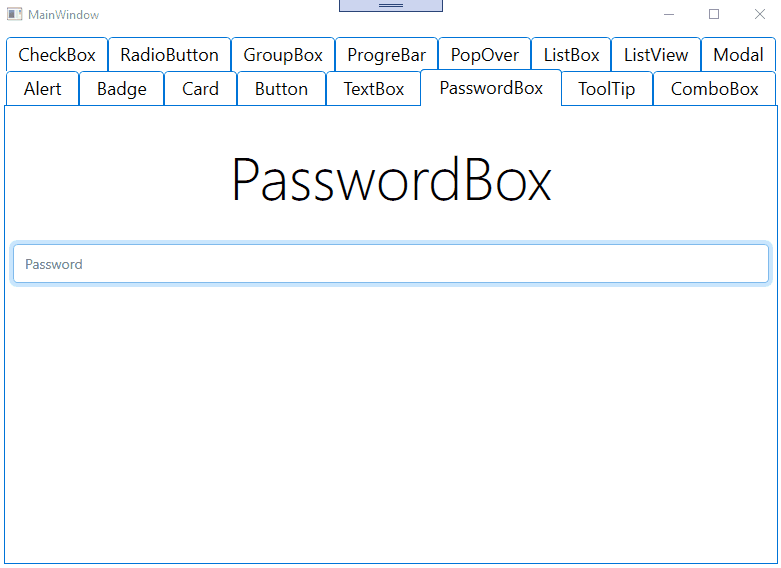 MainWindow
CheckBox RadioButton GroupBox ProgreBar PopOver ListBox ListView Modal
Alert Badge Card Button TextBox PasswordBox ToolTip ComboBox
PasswordBox
Password